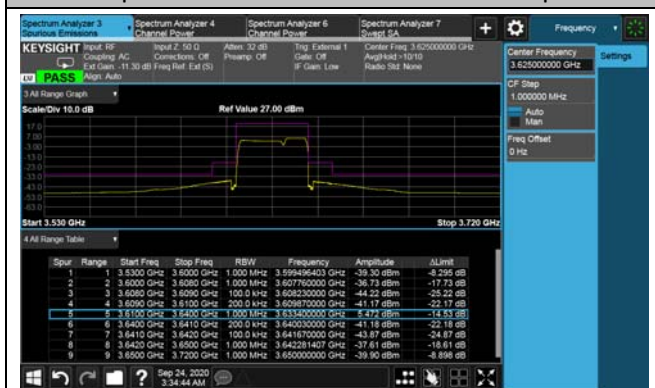 Spectrum Analyzer 3
Spurious Emissions
Spectrum Analyzer 4
Channel Power
Spectrum Analyzer 6
Channel Power
Spectrum Analyzer 7
Swept SA
Frequency
KEYSIGHT
Input: RF
Coupling: AC
Ext Gain: -11.30 dB
Align: Auto
Input Z: 50 Ω
Corrections: Off
Freq Ref: Ext (S)
Atten: 32 dB
Preamp: Off
Trig: External 1
Gate: Off
IF Gain: Low
Center Freq: 3.625000000 GHz
Avg|Hold:>10/10
Radio Std: None
PASS
Center Frequency
3.625000000 GHz
Settings
CF Step
1.000000 MHz
Auto
Man
Freq Offset
0 Hz
3 All Range Graph
Scale/Div 10.0 dB
Ref Value 27.00 dBm
17.0
7.00
-3.00
-13.0
-23.0
-33.0
-43.0
-53.0
-63.0
Start 3.530 GHz
Stop 3.720 GHz
4 All Range Table
Spur Range Start Freq Stop Freq RBW Frequency Amplitude ΔLimit
1 1 3.5300 GHz 3.6000 GHz 1.000 MHz 3.599496403 GHz -39.30 dBm -8.295 dB
2 2 3.6000 GHz 3.6080 GHz 1.000 MHz 3.607760000 GHz -36.73 dBm -17.73 dB
3 3 3.6080 GHz 3.6090 GHz 100.0 kHz 3.608230000 GHz -44.22 dBm -25.22 dB
4 4 3.6090 GHz 3.6100 GHz 200.0 kHz 3.609870000 GHz -41.17 dBm -22.17 dB
5 5 3.6100 GHz 3.6400 GHz 1.000 MHz 3.633400000 GHz 5.472 dBm -14.53 dB
6 6 3.6400 GHz 3.6410 GHz 200.0 kHz 3.640030000 GHz -41.18 dBm -22.18 dB
7 7 3.6410 GHz 3.6420 GHz 100.0 kHz 3.641670000 GHz -43.87 dBm -24.87 dB
8 8 3.6420 GHz 3.6500 GHz 1.000 MHz 3.642281407 GHz -37.61 dBm -18.61 dB
9 9 3.6500 GHz 3.7200 GHz 1.000 MHz 3.650000000 GHz -39.90 dBm -8.898 dB
Sep 24, 2020
3:34:44 AM